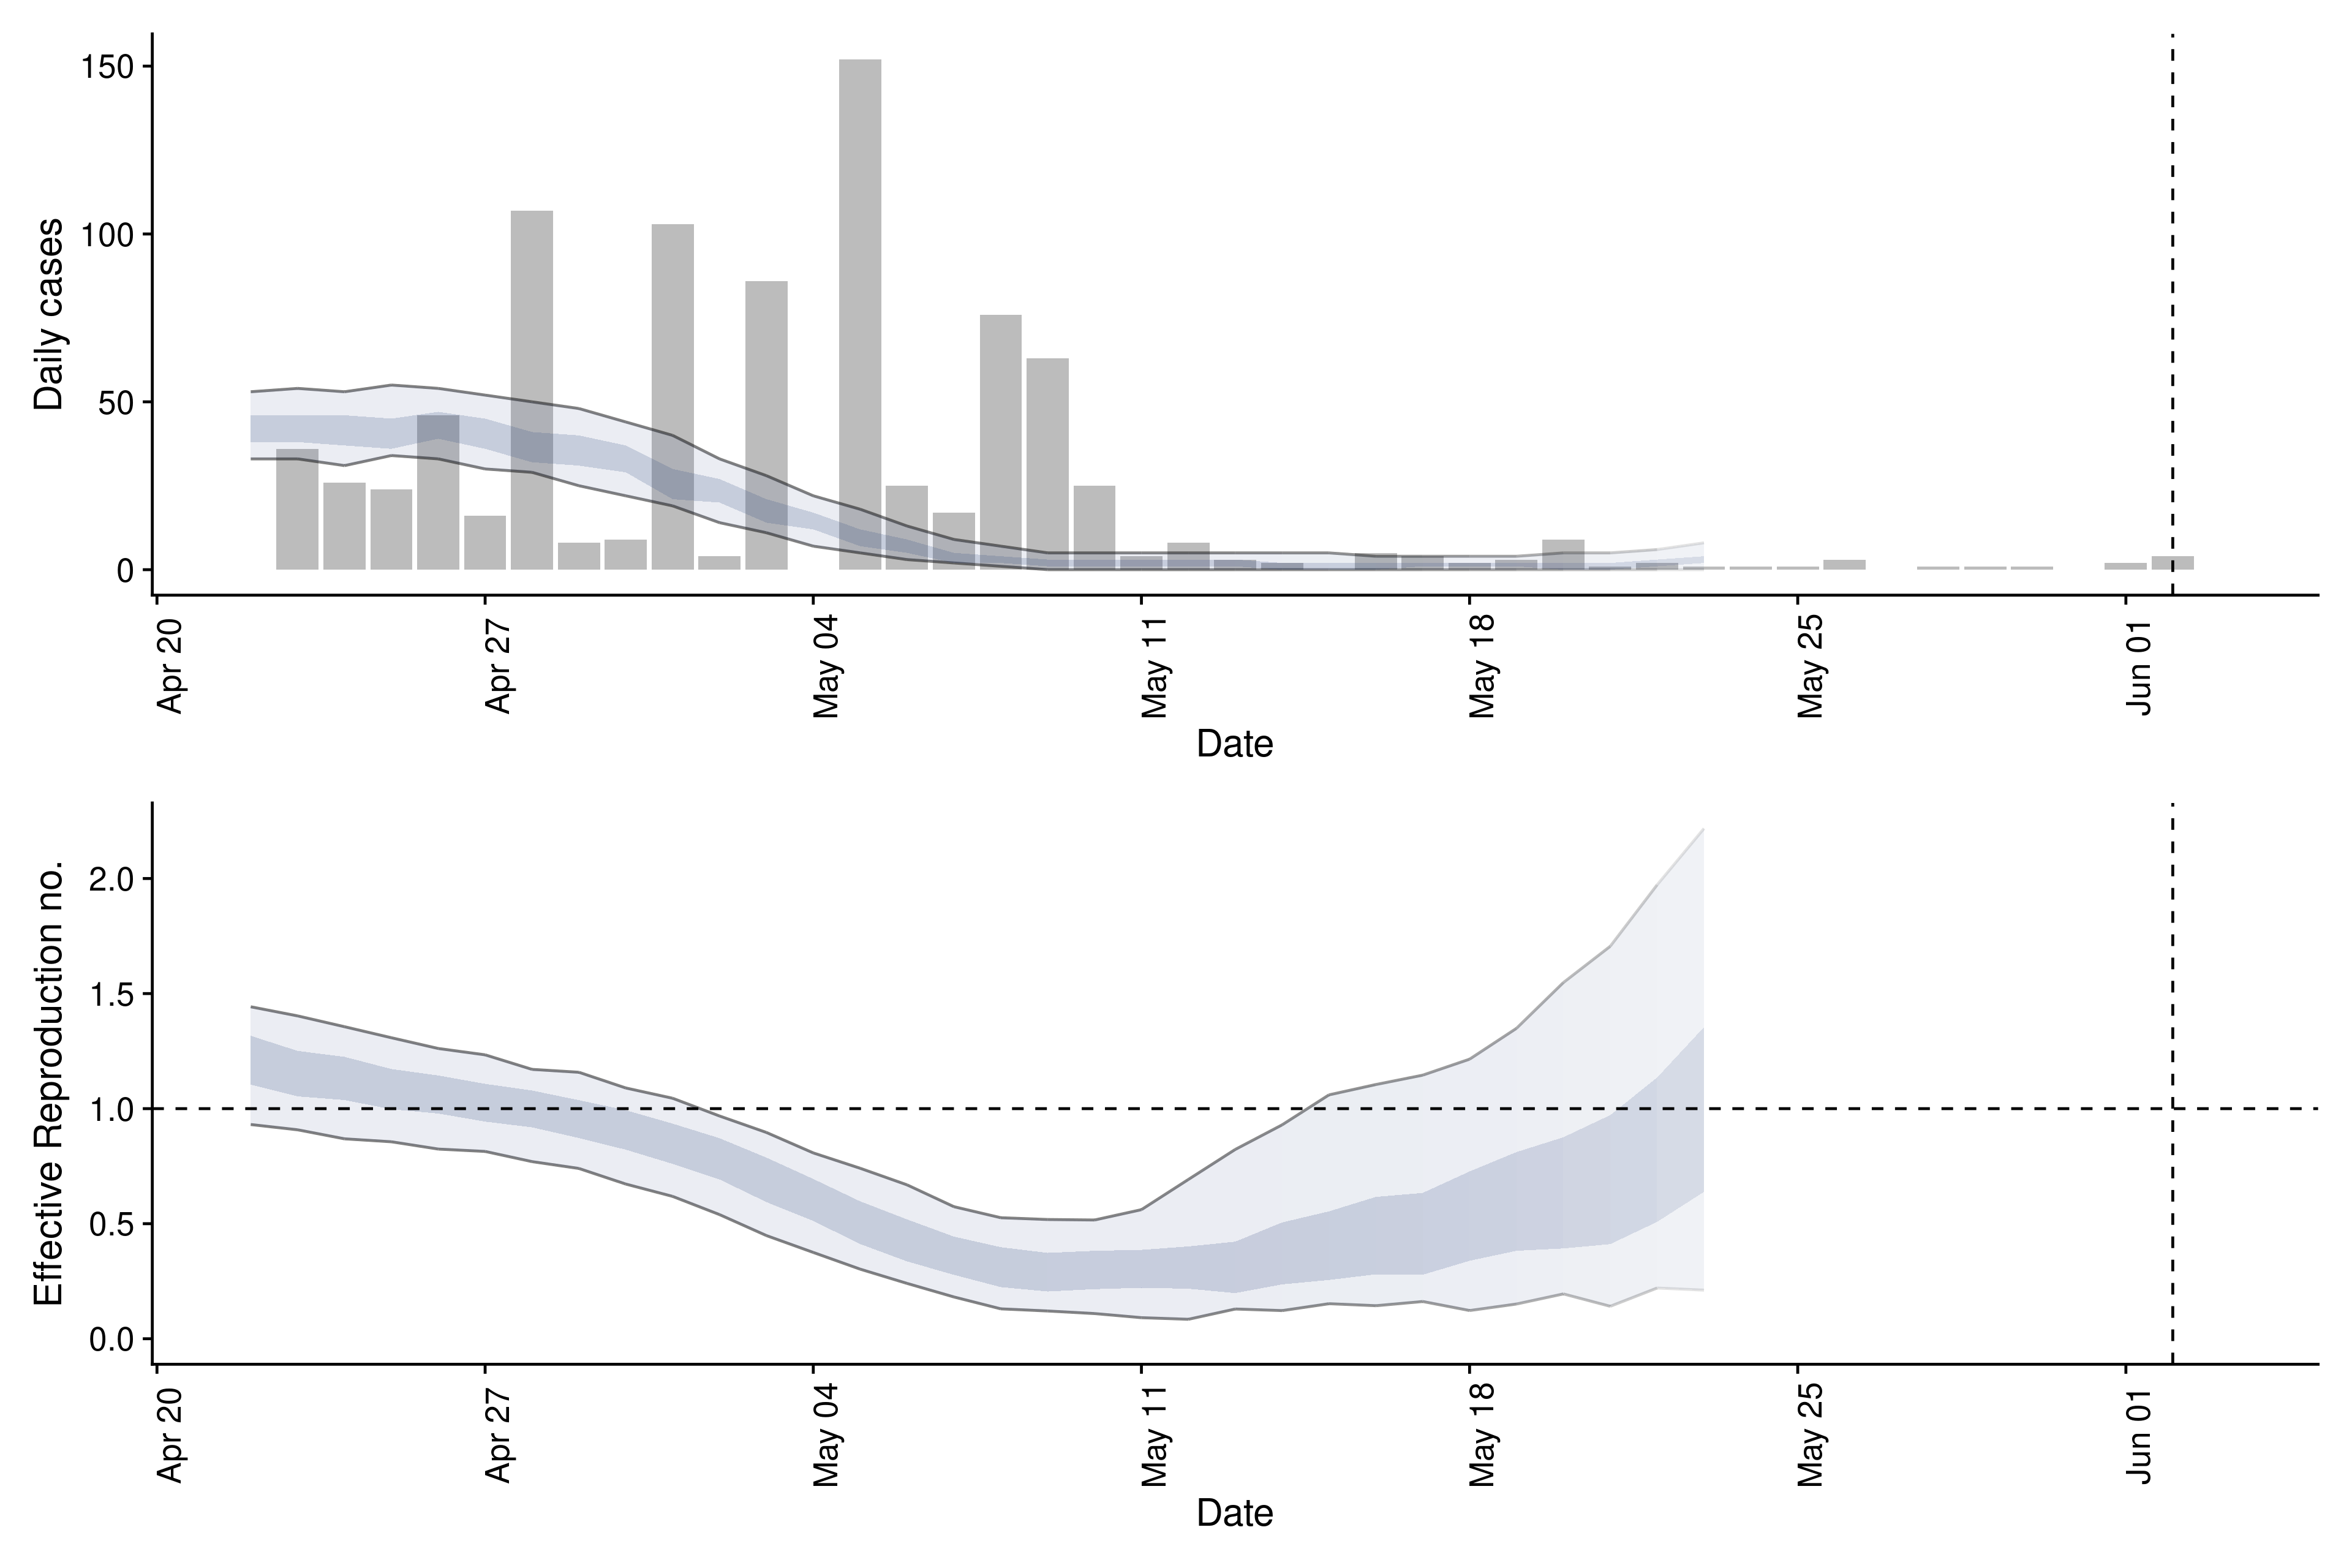 Daily cases
150
100
50
0
Apr 20
Apr 27
May 04
May 11
May 18
May 25
Jun 01
Date
Effective Reproduction no.
2.0
1.5
1.0
0.5
0.0
Apr 20
Apr 27
May 04
May 11
May 18
May 25
Jun 01
Date